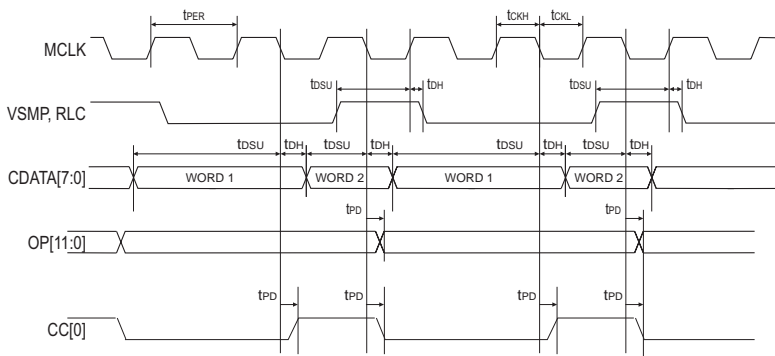 tPER tCKH tCKL
MCLK
tDSU tDH tDSU tDH
VSMP, RLC
tDSU tDH tDSU tDH tDSU tDH tDSU tDH
CDATA[7:0] WORD 1 WORD 2 WORD 1 WORD 2
tPD tPD
OP[11:0]
tPD tPD tPD tPD
CC[0]